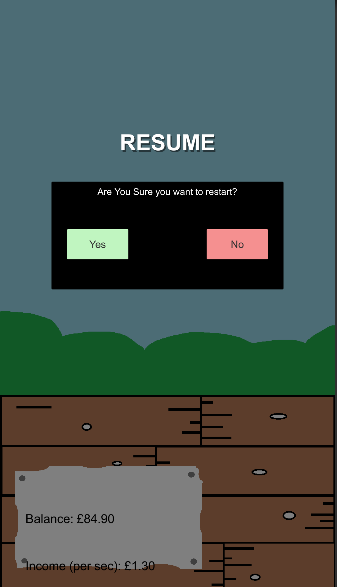 RESUME
Are You Sure you want to restart?
Yes No
Balance: £84.90
Income (per sec): £1.30